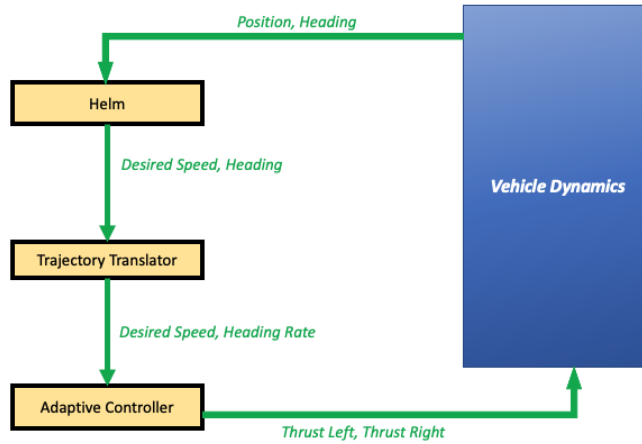 Position, Heading
Helm
Desired Speed, Heading
Vehicle Dynamics
Trajectory Translator
Desired Speed, Heading Rate
Adaptive Controller
Thrust Left, Thrust Right